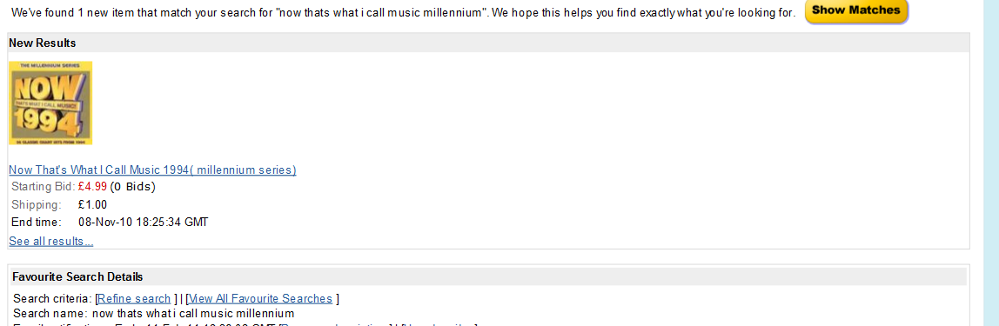 We've found 1 new item that match your search for "now thats what i call music millennium". We hope this helps you find exactly what you're looking for. Show Matches
New Results
THE MILLENNIUM SERIES
NOW
THAT'S WHAT I CALL MUSIC!
1994
Now That's What I Call Music 1994( millennium series)
Starting Bid: £4.99 (0 Bids)
Shipping: £1.00
End time: 08-Nov-10 18:25:34 GMT
See all results...
Favourite Search Details
Search criteria: [Refine search ] | [View All Favourite Searches ]
Search name: now thats what i call music millennium